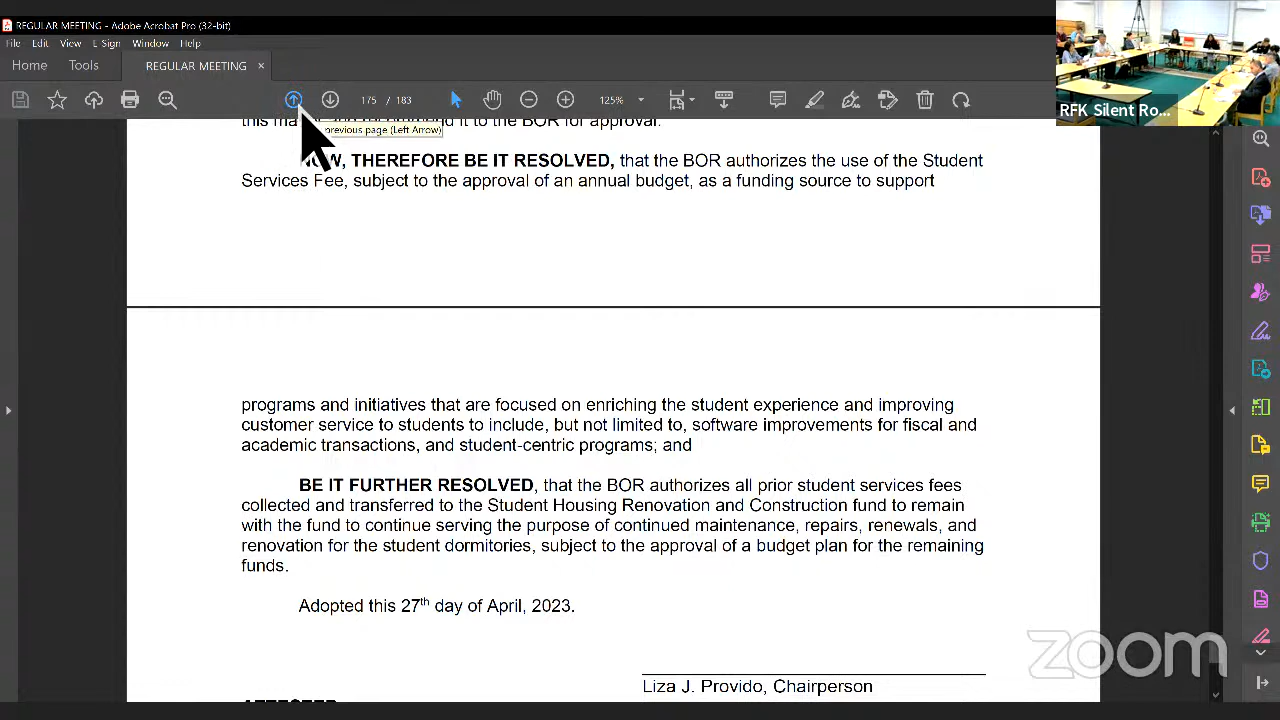 REGULAR MEETING - Adobe Acrobat Pro (32-bit)
File Edit View E-Sign Window Help
Home Tools REGULAR MEETING ×
175 / 183 125%
previous page (Left Arrow)
RFK Silent Ro...
it to the BOR for approval.
THEREFORE BE IT RESOLVED, that the BOR authorizes the use of the Student
Services Fee, subject to the approval of an annual budget, as a funding source to support
programs and initiatives that are focused on enriching the student experience and improving
customer service to students to include, but not limited to, software improvements for fiscal and
academic transactions, and student-centric programs; and
BE IT FURTHER RESOLVED, that the BOR authorizes all prior student services fees
collected and transferred to the Student Housing Renovation and Construction fund to remain
with the fund to continue serving the purpose of continued maintenance, repairs, renewals, and
renovation for the student dormitories, subject to the approval of a budget plan for the remaining
funds.
Adopted this 27th day of April, 2023.
Liza J. Provido, Chairperson
zoom